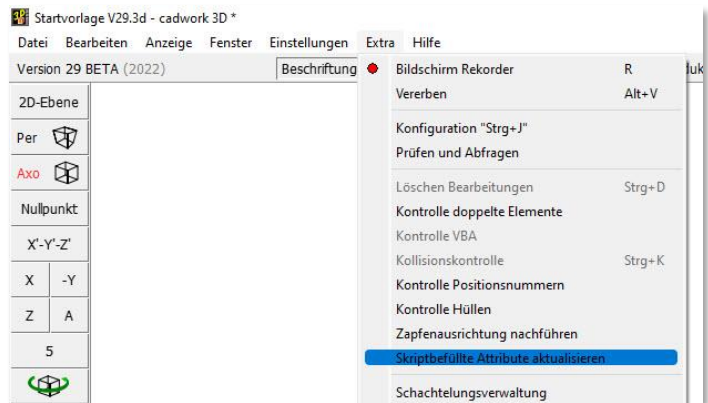 Startvorlage V29.3d - cadwork 3D *
Datei Bearbeiten Anzeige Fenster Einstellungen Extra Hilfe
Version 29 BETA (2022) Beschriftung
2D-Ebene
Per
Axo
Nullpunkt
X'-Y'-Z'
X -Y
Z A
5
Bildschirm Rekorder R
Vererben Alt+V
Konfiguration "Strg+J"
Prüfen und Abfragen
Löschen Bearbeitungen Strg+D
Kontrolle doppelte Elemente
Kontrolle VBA
Kollisionskontrolle Strg+K
Kontrolle Positionsnummern
Kontrolle Hüllen
Zapfenausrichtung nachführen
Skriptbefüllte Attribute aktualisieren
Schachtelungsverwaltung